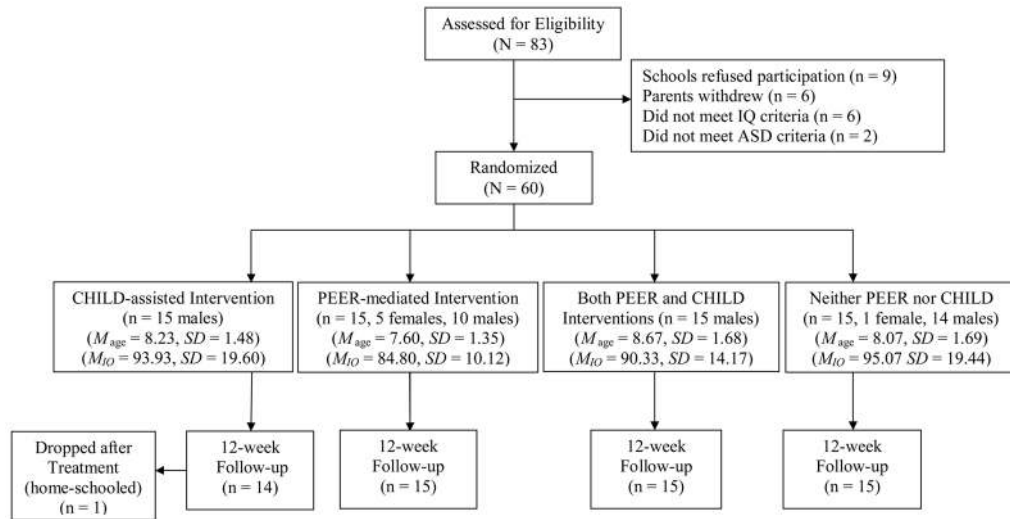 Assessed for Eligibility
(N = 83)
Schools refused participation (n = 9)
Parents withdrew (n = 6)
Did not meet IQ criteria (n = 6)
Did not meet ASD criteria (n = 2)
Randomized
(N = 60)
CHILD-assisted Intervention
(n = 15 males)
(Mage = 8.23, SD = 1.48)
(MIQ = 93.93, SD = 19.60)
PEER-mediated Intervention
(n = 15, 5 females, 10 males)
(Mage = 7.60, SD = 1.35)
(MIQ = 84.80, SD = 10.12)
Both PEER and CHILD
Interventions (n = 15 males)
(Mage = 8.67, SD = 1.68)
(MIQ = 90.33, SD = 14.17)
Neither PEER nor CHILD
(n = 15, 1 female, 14 males)
(Mage = 8.07, SD = 1.69)
(MIQ = 95.07 SD = 19.44)
Dropped after
Treatment
(home-schooled)
(n = 1)
12-week
Follow-up
(n = 14)
12-week
Follow-up
(n = 15)
12-week
Follow-up
(n = 15)
12-week
Follow-up
(n = 15)